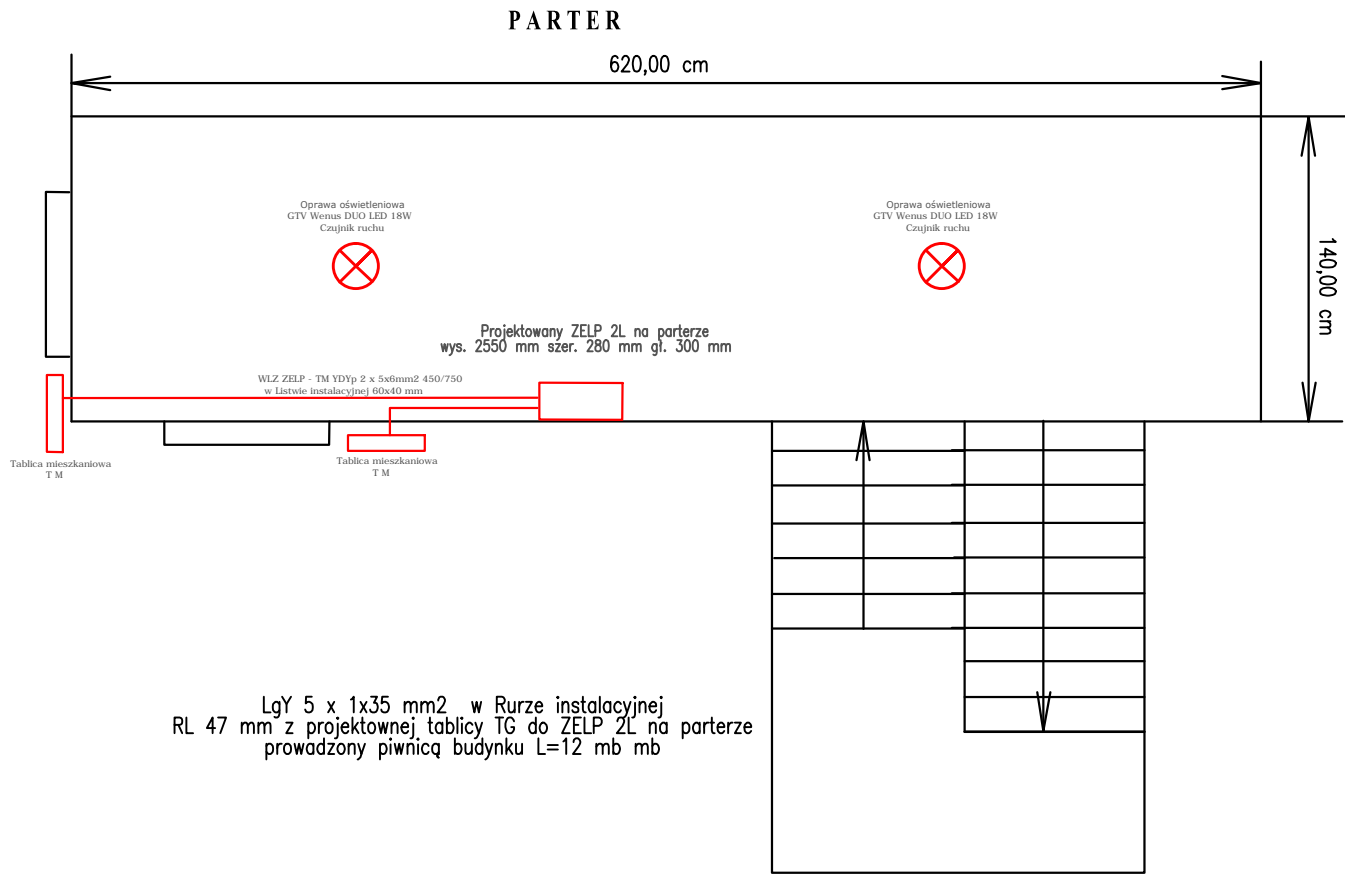 PARTER
620,00 cm
140,00 cm
Oprawa oświetleniowa
GTV Wenus DUO LED 18W
Czujnik ruchu
Oprawa oświetleniowa
GTV Wenus DUO LED 18W
Czujnik ruchu
Projektowany ZELP 2L na parterze
wys. 2550 mm szer. 280 mm gł. 300 mm
WLZ ZELP - TM YDYp 2 x 5x6mm2 450/750
w Listwie instalacyjnej 60x40 mm
Tablica mieszkaniowa
T M
Tablica mieszkaniowa
T M
LgY 5 x 1x35 mm2 w Rurze instalacyjnej
RL 47 mm z projektownej tablicy TG do ZELP 2L na parterze
prowadzony piwnicą budynku L=12 mb mb